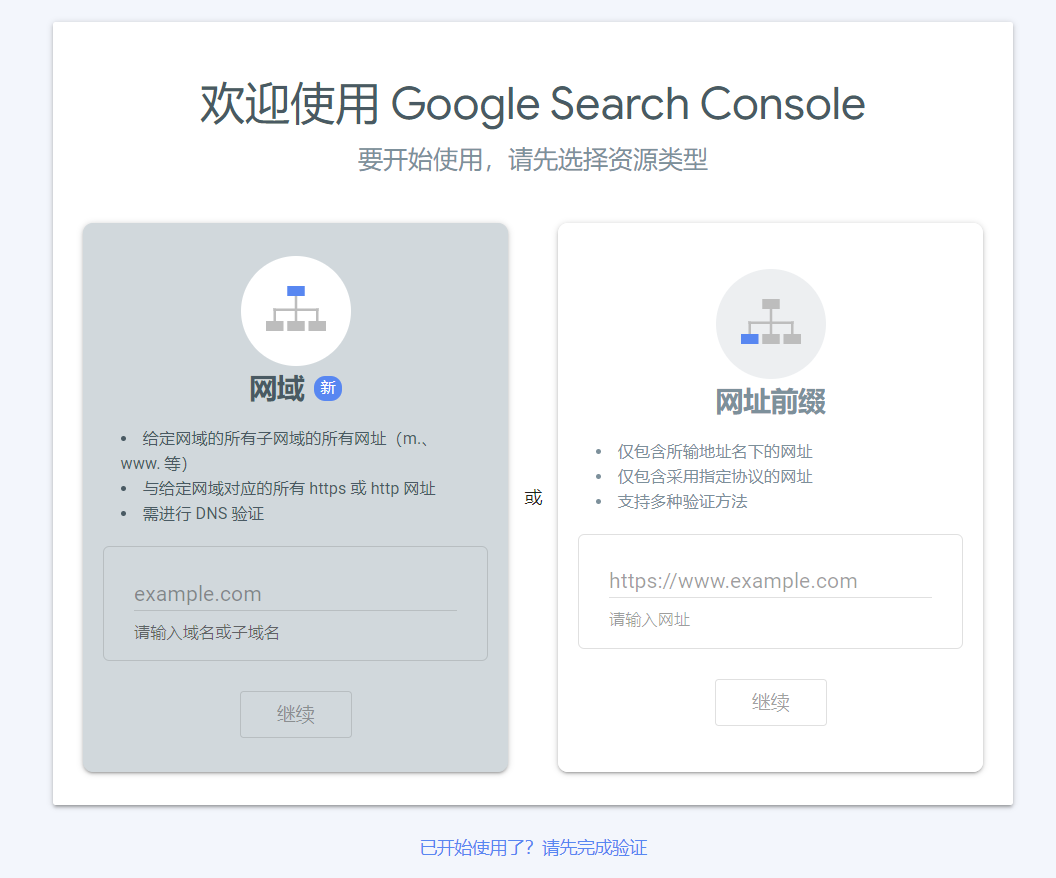 欢迎使用 Google Search Console
要开始使用，请先选择资源类型
网域 新
• 给定网域的所有子网域的所有网址（m.、
www. 等）
• 与给定网域对应的所有 https 或 http 网址
• 需进行 DNS 验证
example.com
请输入域名或子域名
继续
或
网址前缀
• 仅包含所输地址名下的网址
• 仅包含采用指定协议的网址
• 支持多种验证方法
https://www.example.com
请输入网址
继续
已开始使用了？请先完成验证